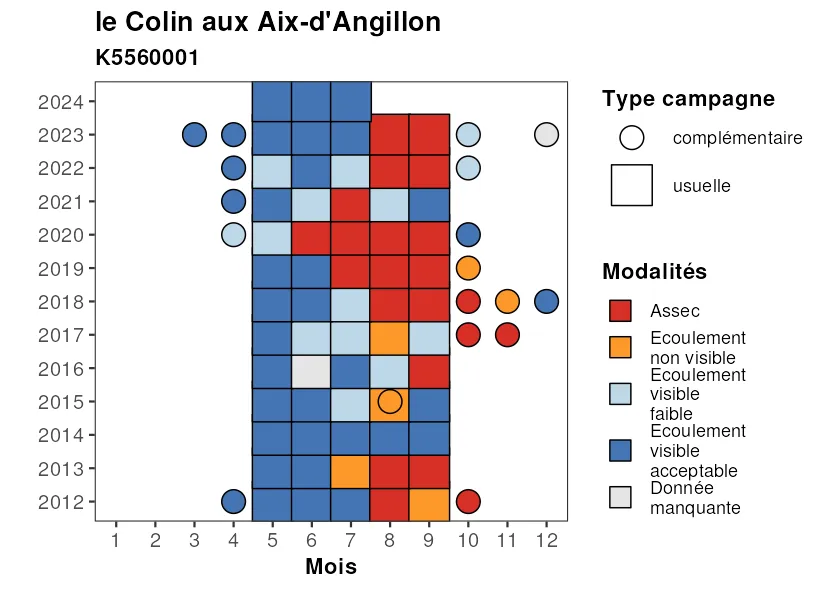 le Colin aux Aix-d'Angillon
K5560001
2024
2023
2022
2021
2020
2019
2018
2017
2016
2015
2014
2013
2012
1 2 3 4 5 6 7 8 9 10 11 12
Mois
Type campagne
complémentaire
usuelle
Modalités
Assec
Ecoulement
non visible
Ecoulement
visible
faible
Ecoulement
visible
acceptable
Donnée
manquante